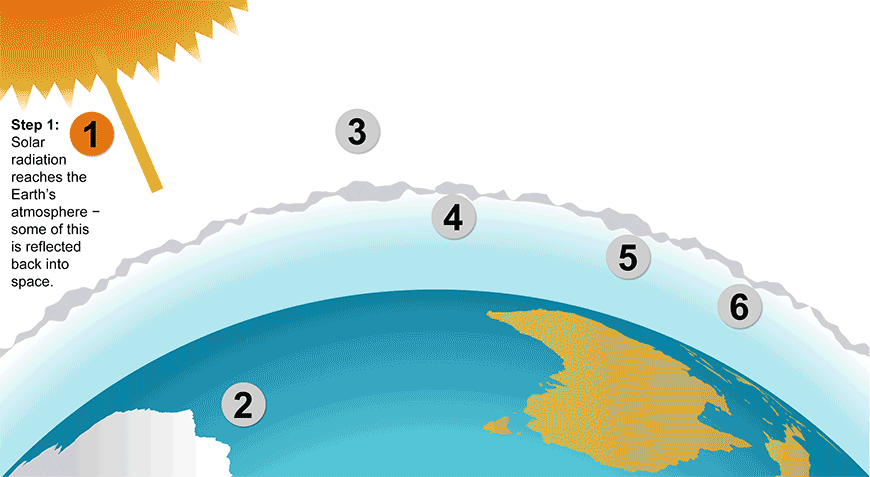 Step 1:
Solar
radiation
reaches the
Earth's
atmosphere –
some of this
is reflected
back into
space.
1
3
4
5
6
2